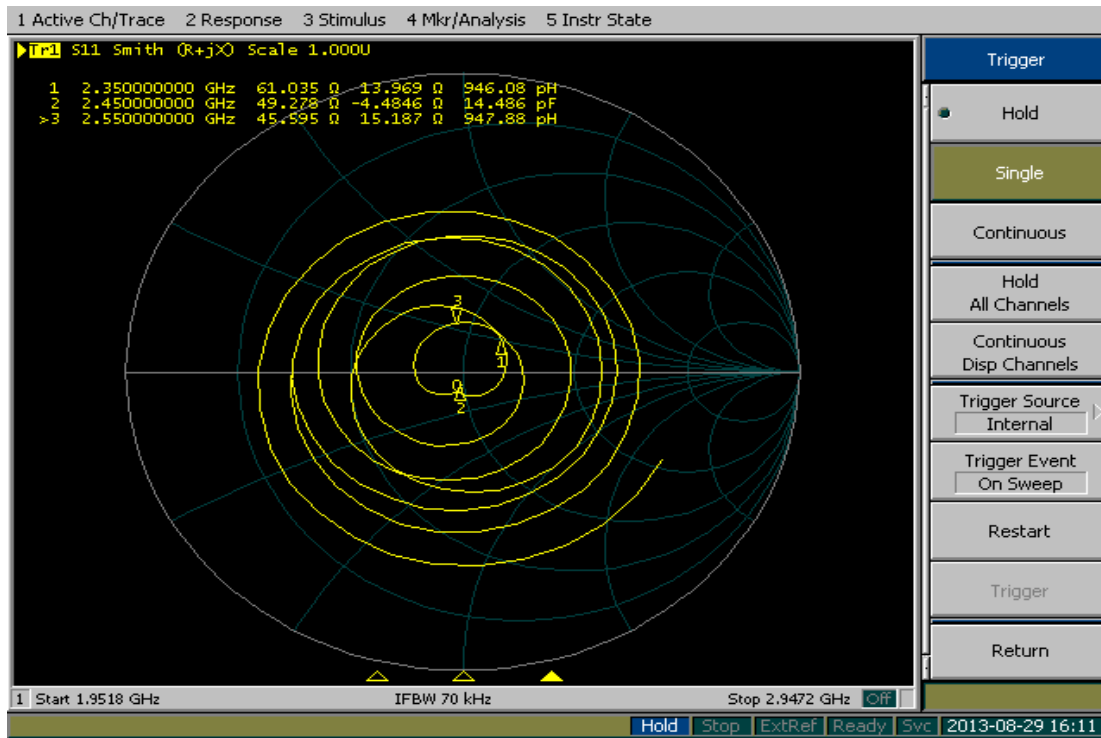 1 Active Ch/Trace 2 Response 3 Stimulus 4 Mkr/Analysis 5 Instr State
Tr1 S11 Smith (R+jX) Scale 1.000U
1 2.350000000 GHz 61.035 Ω 13.969 Ω 946.08 pH
2 2.450000000 GHz 49.278 Ω -4.4846 Ω 14.486 pF
>3 2.550000000 GHz 45.595 Ω 15.187 Ω 947.88 pH
3
1
2
1 Start 1.9518 GHz IFBW 70 kHz Stop 2.9472 GHz Off
Trigger
Hold
Single
Continuous
Hold
All Channels
Continuous
Disp Channels
Trigger Source
Internal
Trigger Event
On Sweep
Restart
Trigger
Return
Hold Stop ExtRef Ready Svc 2013-08-29 16:11